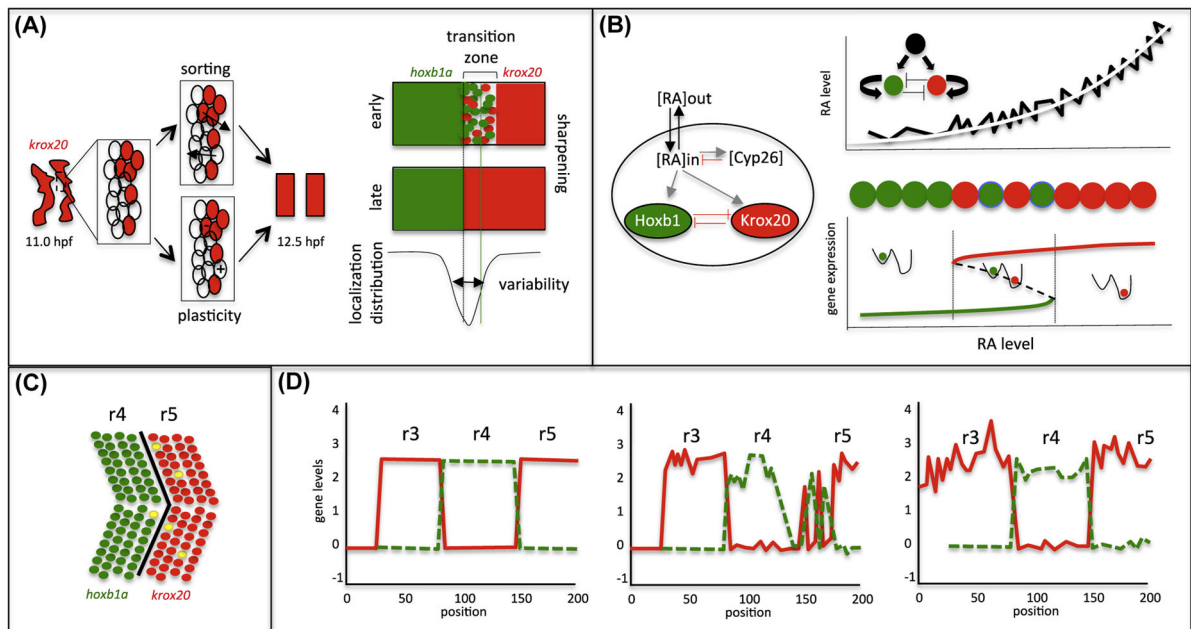 (A)
transition
zone
sorting
hoxb1a
krox20
early
sharpening
late
krox20
11.0 hpf
12.5 hpf
plasticity
+
localization
distribution
variability
(B)
[RA]out
[RA]in
[Cyp26]
Hoxb1
Krox20
RA level
gene expression
RA level
(C)
r4
r5
hoxb1a
krox20
(D)
gene levels
4
3
2
1
0
-1
r3
r4
r5
0
50
100
150
200
position
4
3
2
1
0
-1
r3
r4
r5
0
50
100
150
200
position
4
3
2
1
0
-1
r3
r4
r5
0
50
100
150
200
position